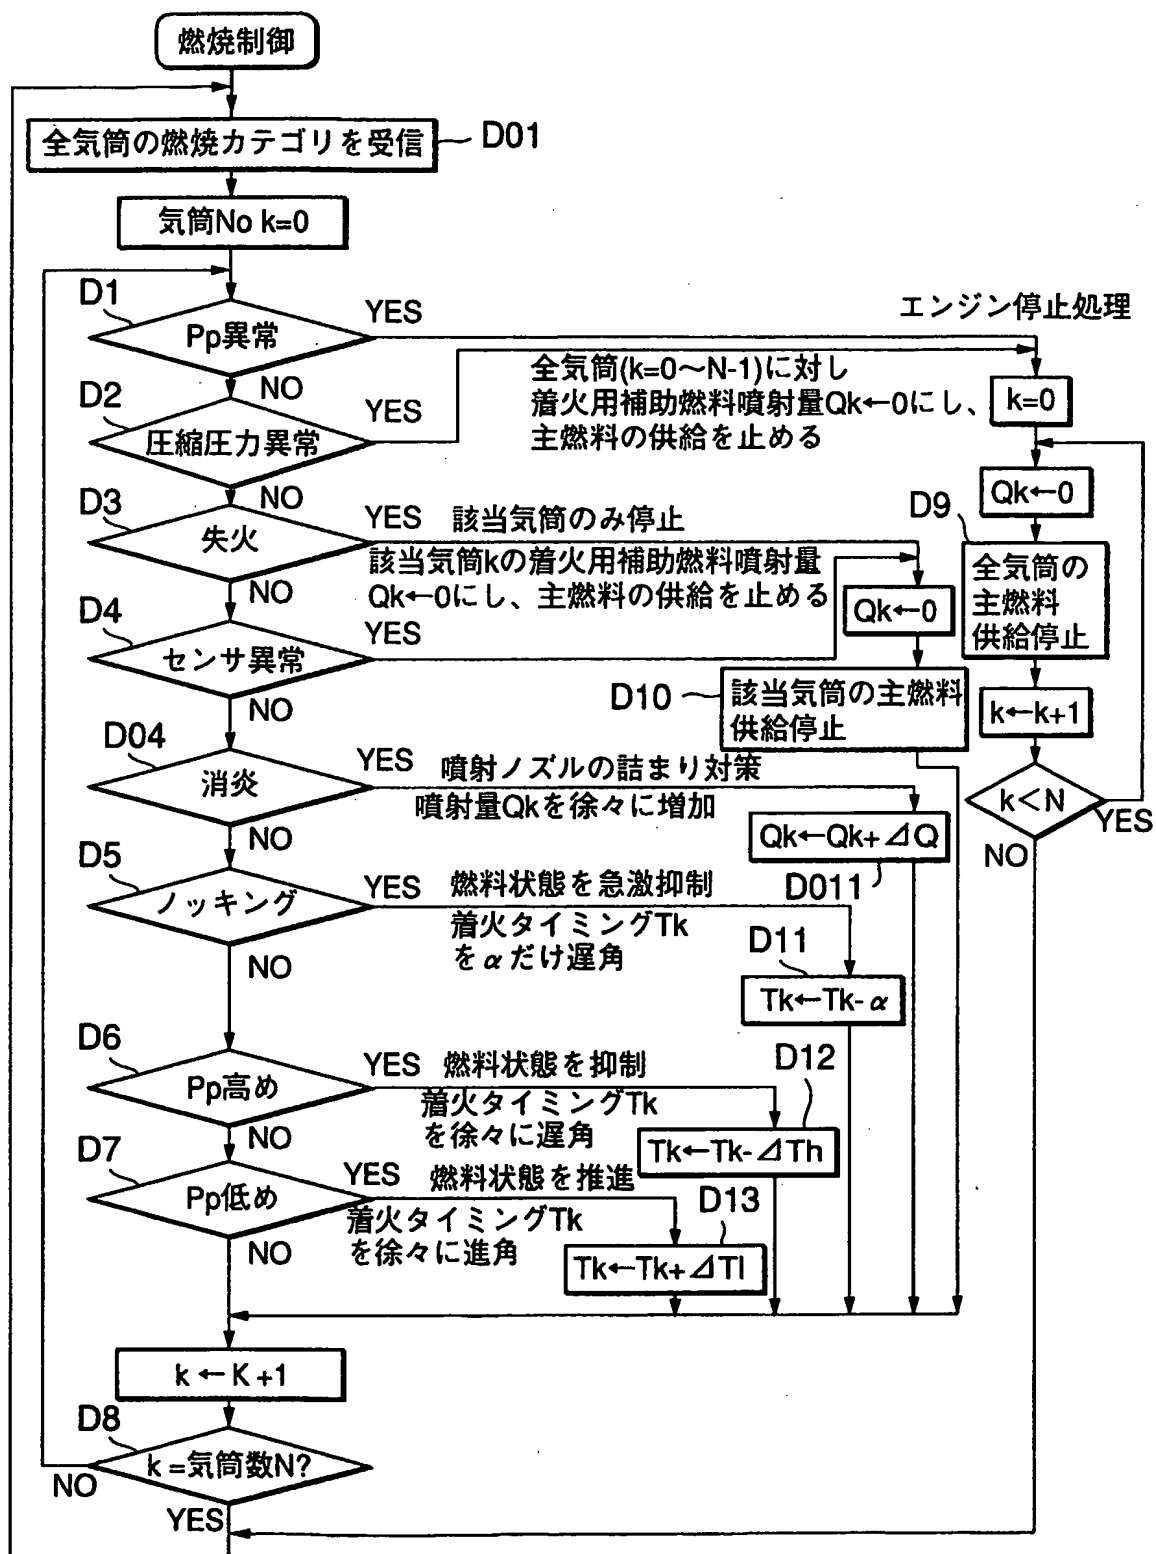 燃焼制御
全気筒の燃焼カテゴリを受信
D01
気筒No k=0
D1
Pp異常
YES
エンジン停止処理
NO
D2
圧縮圧力異常
YES
全気筒(k=0〜N-1)に対し
着火用補助燃料噴射量Qk←0にし、
主燃料の供給を止める
k=0
NO
Qk←0
D9
全気筒の
主燃料
供給停止
k←k+1
k<N
YES
NO
D3
失火
YES 該当気筒のみ停止
該当気筒kの着火用補助燃料噴射量
Qk←0にし、主燃料の供給を止める
NO
Qk←0
D4
センサ異常
YES
D10
該当気筒の主燃料
供給停止
NO
D04
消炎
YES 噴射ノズルの詰まり対策
噴射量Qkを徐々に増加
Qk←Qk+⊿Q
D011
NO
D5
ノッキング
YES 燃料状態を急激抑制
着火タイミングTk
をαだけ遅角
D11
Tk←Tk-α
NO
D6
Pp高め
YES 燃料状態を抑制
着火タイミングTk
を徐々に遅角
D12
Tk←Tk-⊿Th
NO
D7
Pp低め
YES 燃料状態を推進
着火タイミングTk
を徐々に進角
D13
Tk←Tk+⊿Tl
NO
k←K+1
D8
k=気筒数N?
NO
YES